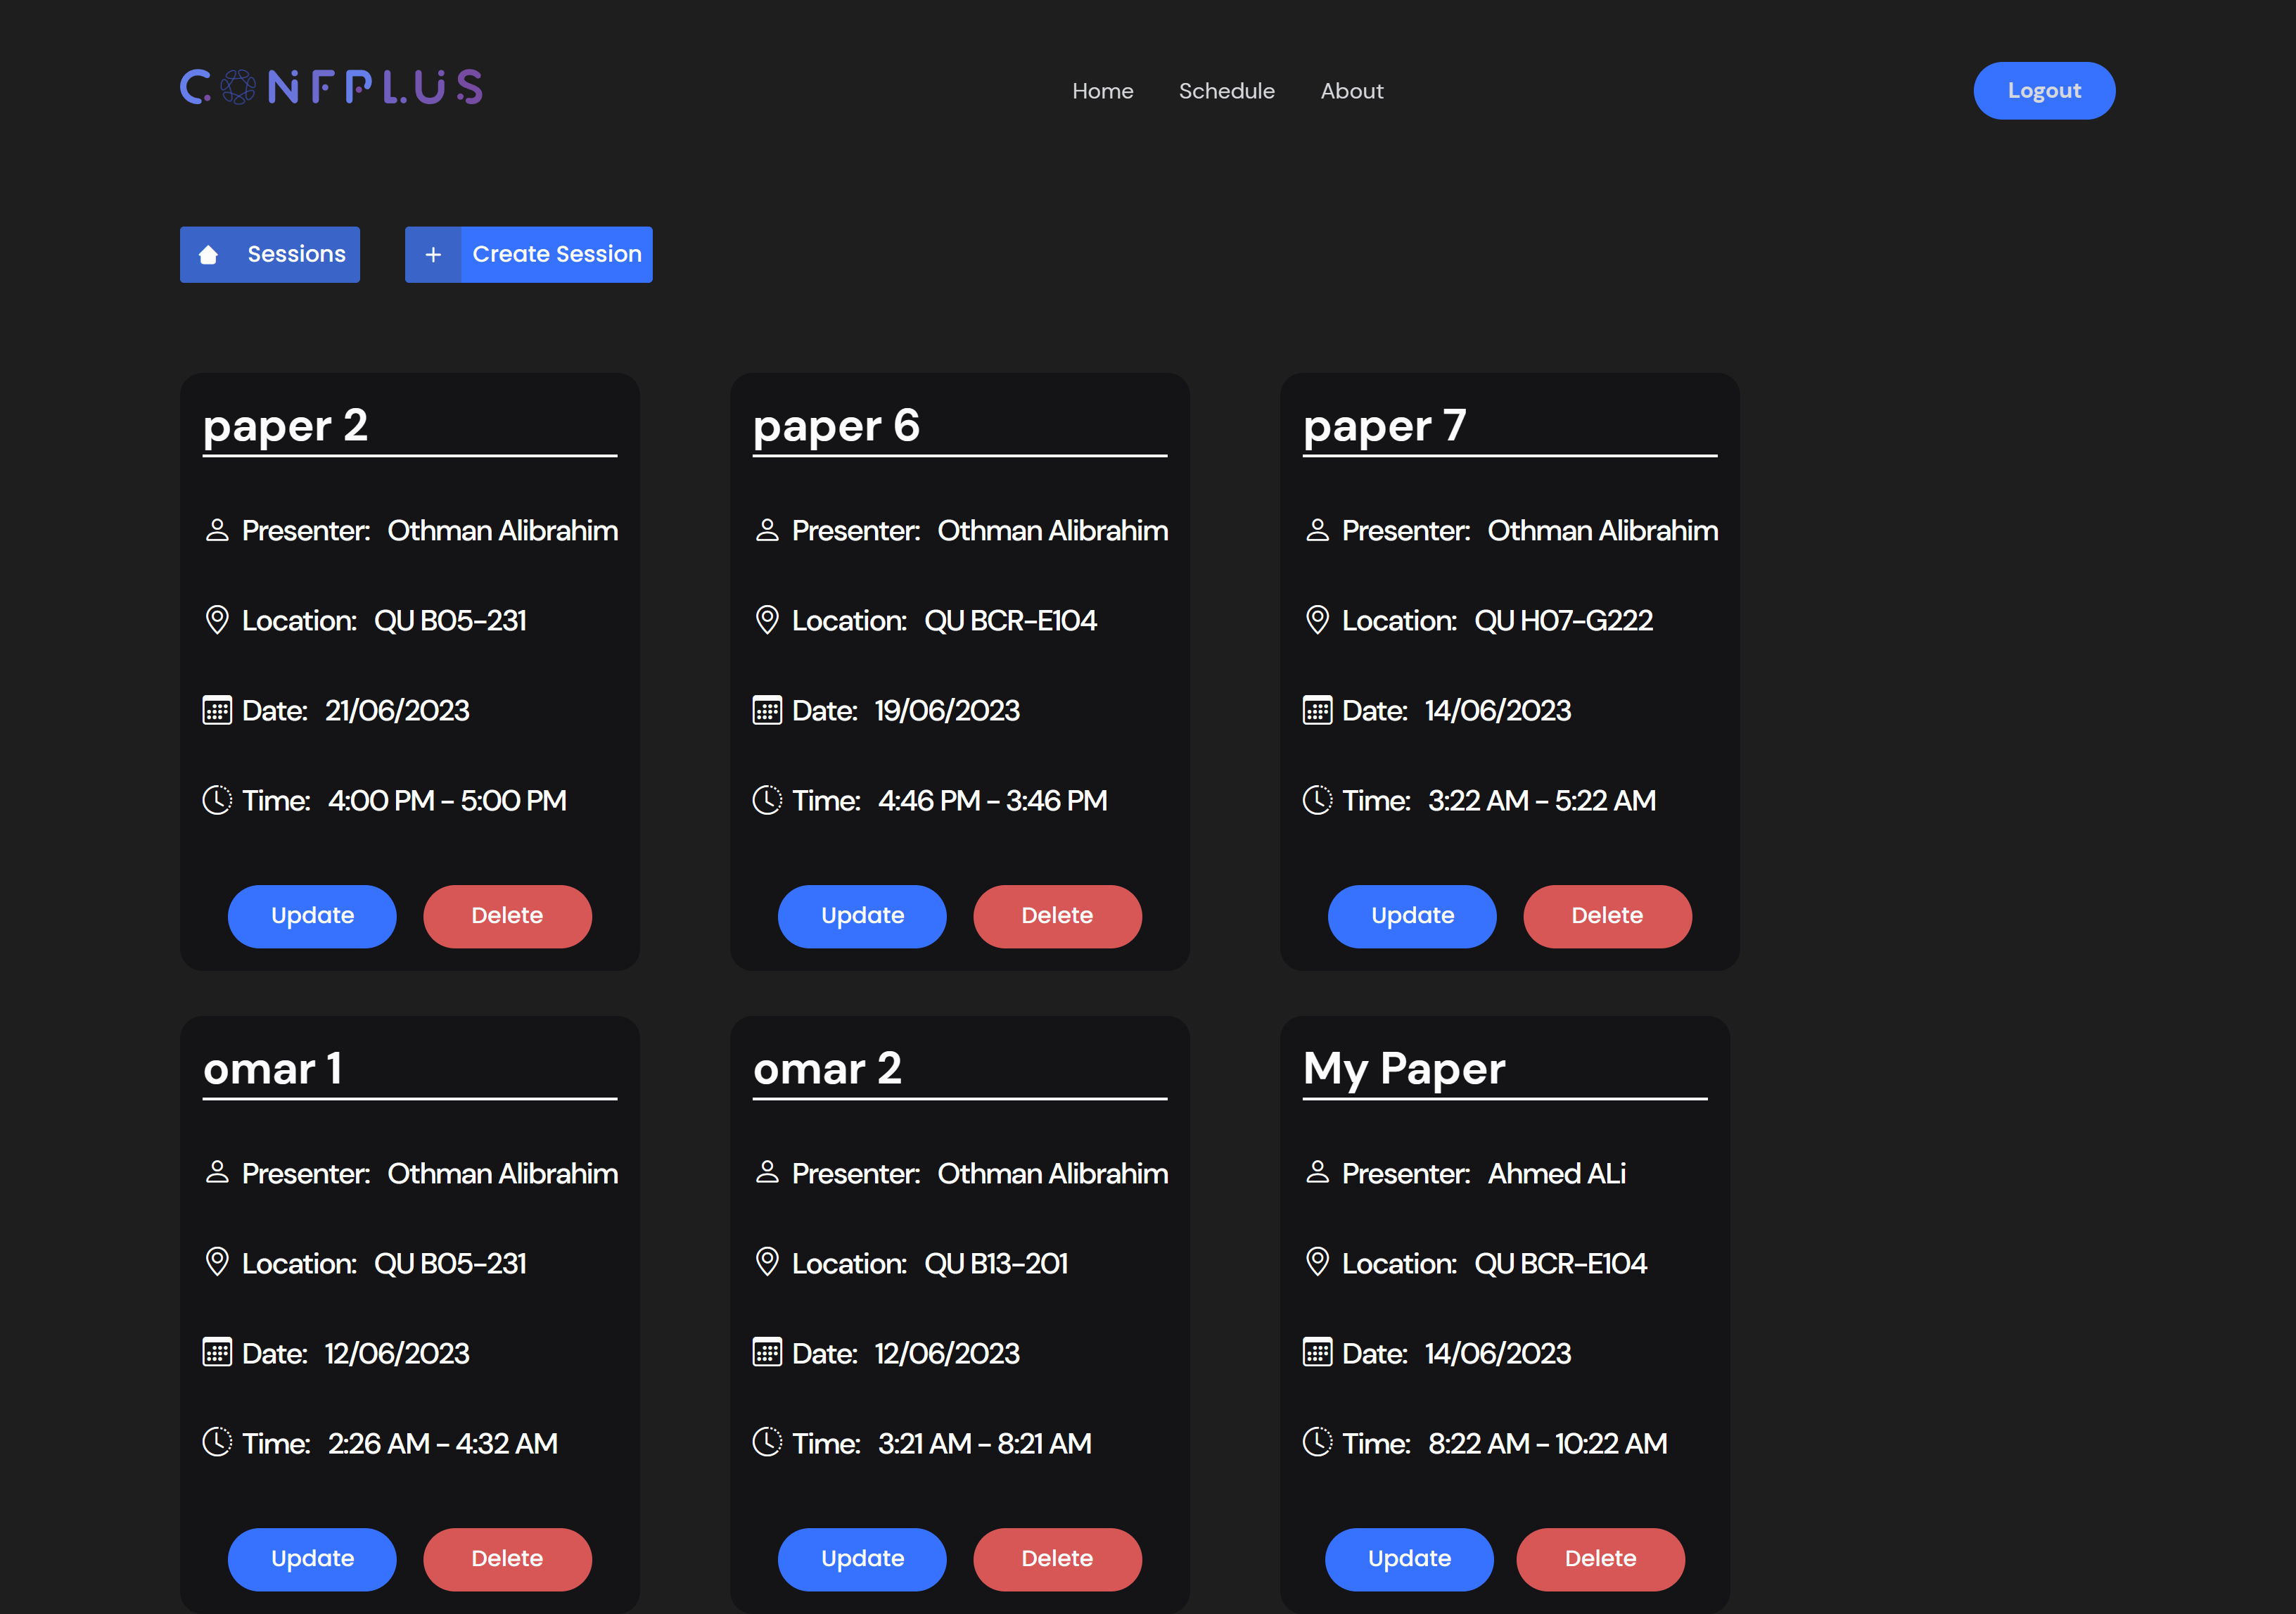 CONFPLUS
Home Schedule About
Logout
Sessions
Create Session
paper 2
Presenter: Othman Alibrahim
Location: QU B05-231
Date: 21/06/2023
Time: 4:00 PM - 5:00 PM
Update Delete
paper 6
Presenter: Othman Alibrahim
Location: QU BCR-E104
Date: 19/06/2023
Time: 4:46 PM - 3:46 PM
Update Delete
paper 7
Presenter: Othman Alibrahim
Location: QU H07-G222
Date: 14/06/2023
Time: 3:22 AM - 5:22 AM
Update Delete
omar 1
Presenter: Othman Alibrahim
Location: QU B05-231
Date: 12/06/2023
Time: 2:26 AM - 4:32 AM
Update Delete
omar 2
Presenter: Othman Alibrahim
Location: QU B13-201
Date: 12/06/2023
Time: 3:21 AM - 8:21 AM
Update Delete
My Paper
Presenter: Ahmed ALi
Location: QU BCR-E104
Date: 14/06/2023
Time: 8:22 AM - 10:22 AM
Update Delete